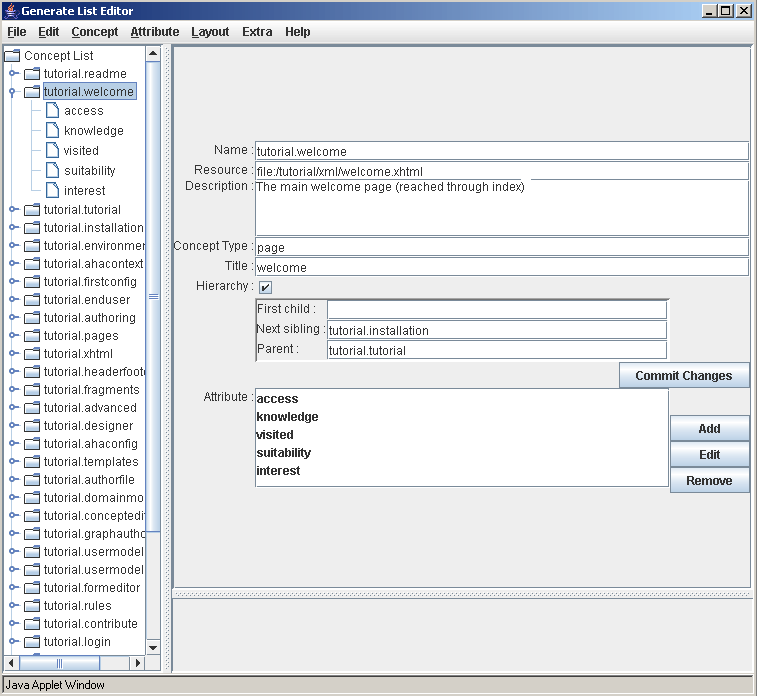 Generate List Editor
File Edit Concept Attribute Layout Extra Help
Concept List
tutorial.readme
tutorial.welcome
access
knowledge
visited
suitability
interest
tutorial.tutorial
tutorial.installation
tutorial.environmer
tutorial.ahacontext
tutorial.firstconfig
tutorial.enduser
tutorial.authoring
tutorial.pages
tutorial.xhtml
tutorial.headerfoot
tutorial.fragments
tutorial.advanced
tutorial.designer
tutorial.ahaconfig
tutorial.templates
tutorial.authorfile
tutorial.domainmo
tutorial.conceptedi
tutorial.graphautho
tutorial.usermodel
tutorial.usermodel
tutorial.formeditor
tutorial.rules
tutorial.contribute
tutorial.login
Name : tutorial.welcome
Resource : file:/tutorial/xml/welcome.xhtml
Description : The main welcome page (reached through index)
Concept Type : page
Title : welcome
Hierarchy :
First child :
Next sibling : tutorial.installation
Parent : tutorial.tutorial
Commit Changes
Attribute : access
knowledge
visited
suitability
interest
Add
Edit
Remove
Java Applet Window